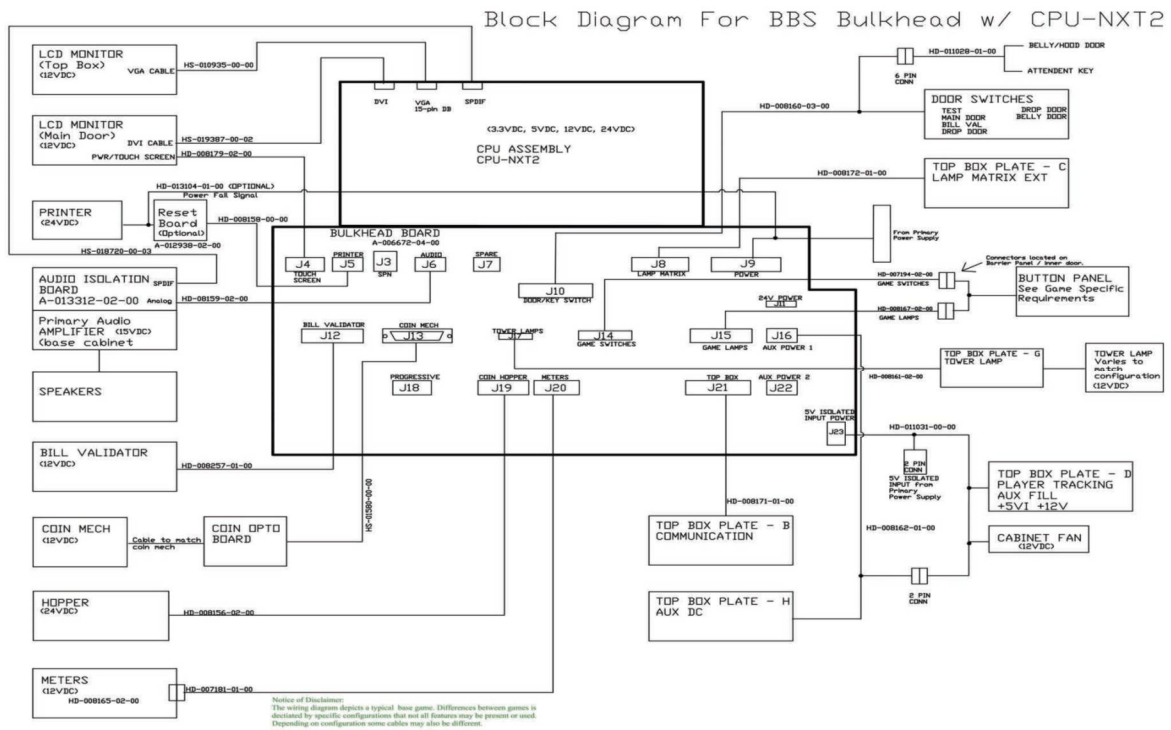 Block Diagram For BBS Bulkhead w/ CPU-NXT2
LCD MONITOR
(Top Box)
(12VDC)
VGA CABLE
HS-010935-00-00
LCD MONITOR
(Main Door)
(12VDC)
DVI CABLE
PWR/TOUCH SCREEN
HS-019387-00-02
HD-008179-02-00
HD-013104-01-00 (OPTIONAL)
Power Fail Signal
PRINTER
(24VDC)
Reset
Board
(Optional)
A-012938-02-00
HD-008158-00-00
HS-018720-00-03
AUDIO ISOLATION
BOARD
A-013312-02-00
SPDIF
Analog
HD-08159-02-00
Primary Audio
AMPLIFIER (15VDC)
(base cabinet
SPEAKERS
BILL VALIDATOR
(12VDC)
HD-008257-01-00
COIN MECH
(12VDC)
Cable to match
coin mech
COIN OPTO
BOARD
HS-01580-00-00
HOPPER
(24VDC)
HD-008156-02-00
METERS
(12VDC)
HD-008165-02-00
HD-007181-01-00
DVI
VGA
15-pin DB
SPDIF
(3.3VDC, 5VDC, 12VDC, 24VDC)
CPU ASSEMBLY
CPU-NXT2
BULKHEAD BOARD
A-006672-04-00
J4
TOUCH
SCREEN
PRINTER
J5
J3
SPN
AUDIO
J6
SPARE
J7
J10
DOOR/KEY SWITCH
J8
LAMP MATRIX
J9
POWER
24V POWER
J11
BILL VALIDATOR
J12
COIN MECH
J13
TOWER LAMPS
J17
J14
GAME SWITCHES
J15
GAME LAMPS
J16
AUX POWER 1
PROGRESSIVE
J18
COIN HOPPER
J19
METERS
J20
TOP BOX
J21
AUX POWER 2
J22
5V ISOLATED
INPUT POWER
J23
HD-011028-01-00
BELLY/HOOD DOOR
ATTENDENT KEY
6 PIN
CONN
HD-008160-03-00
DOOR SWITCHES
TEST
MAIN DOOR
BILL VAL
DROP DOOR
DROP DOOR
BELLY DOOR
HD-008172-01-00
TOP BOX PLATE - C
LAMP MATRIX EXT
From Primary
Power Supply
Connectors located on
Barrier Panel / Inner door.
HD-007194-02-00
GAME SWITCHES
HD-008167-02-00
GAME LAMPS
BUTTON PANEL
See Game Specific
Requirements
HD-008161-02-00
TOP BOX PLATE - G
TOWER LAMP
TOWER LAMP
Varies to
match
configuration
(12VDC)
HD-011031-00-00
2 PIN
CONN
5V ISOLATED
INPUT from
Primary
Power Supply
TOP BOX PLATE - D
PLAYER TRACKING
AUX FILL
+5VI +12V
HD-008171-01-00
TOP BOX PLATE - B
COMMUNICATION
HD-008162-01-00
CABINET FAN
(12VDC)
2 PIN
CONN
TOP BOX PLATE - H
AUX DC
Notice of Disclaimer:
The wiring diagram depicts a typical base game. Differences between games is
dectiated by specific configurations that not all features may be present or used.
Depending on configuration some cables may also be different.